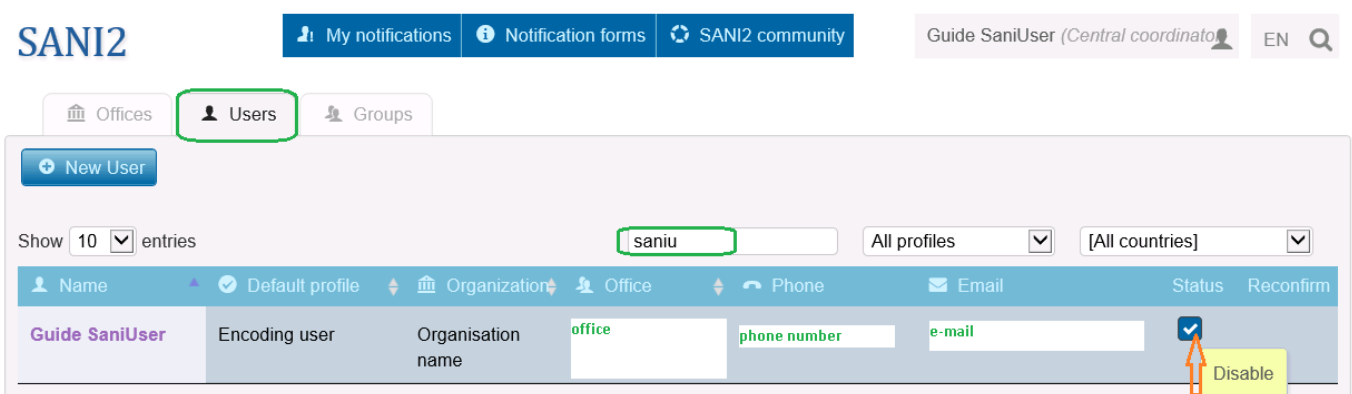 SANI2
My notifications
Notification forms
SANI2 community
Guide SaniUser (Central coordinato
EN
Offices
Users
Groups
New User
Show 10 entries
saniu
All profiles
[All countries]
Name
Default profile
Organization
Office
Phone
Email
Status
Reconfirm
Guide SaniUser
Encoding user
Organisation
name
office
phone number
e-mail
Disable